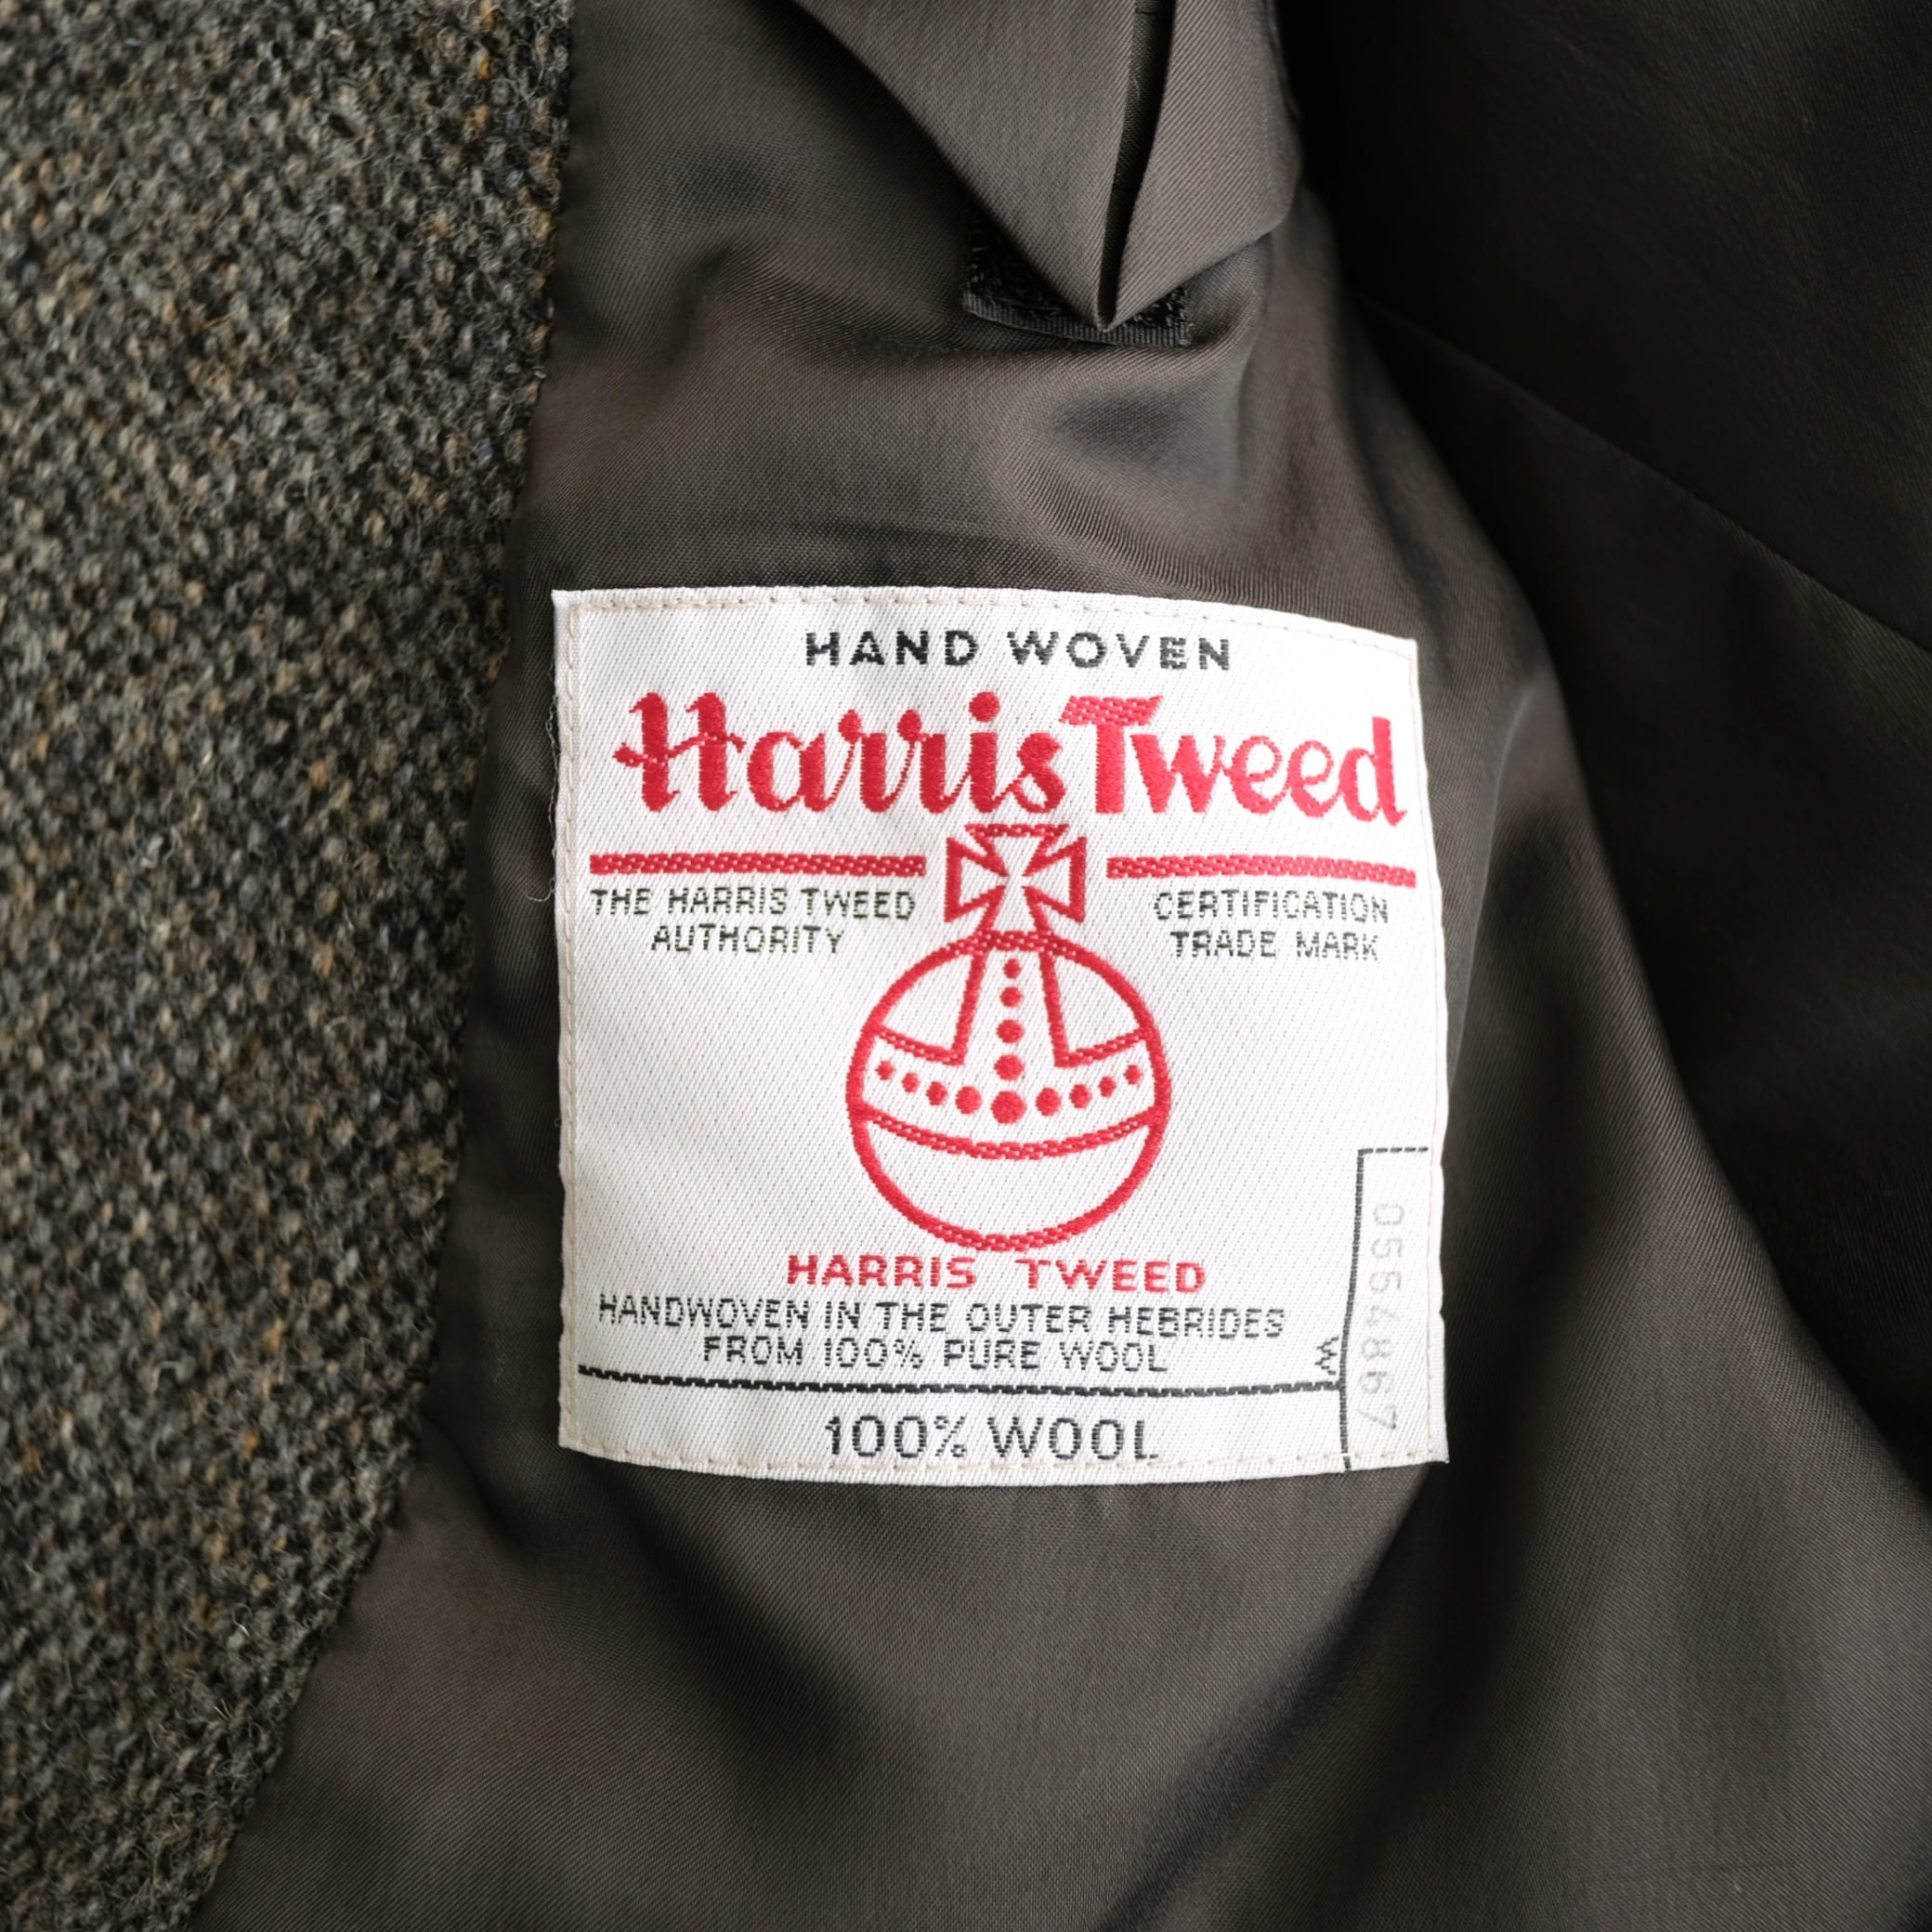 HAND WOVEN
Harris Tweed
THE HARRIS TWEED
AUTHORITY
CERTIFICATION
TRADE MARK
HARRIS TWEED
HANDWOVEN IN THE OUTER HEBRIDES
FROM 100% PURE WOOL
W
100% WOOL
0554867